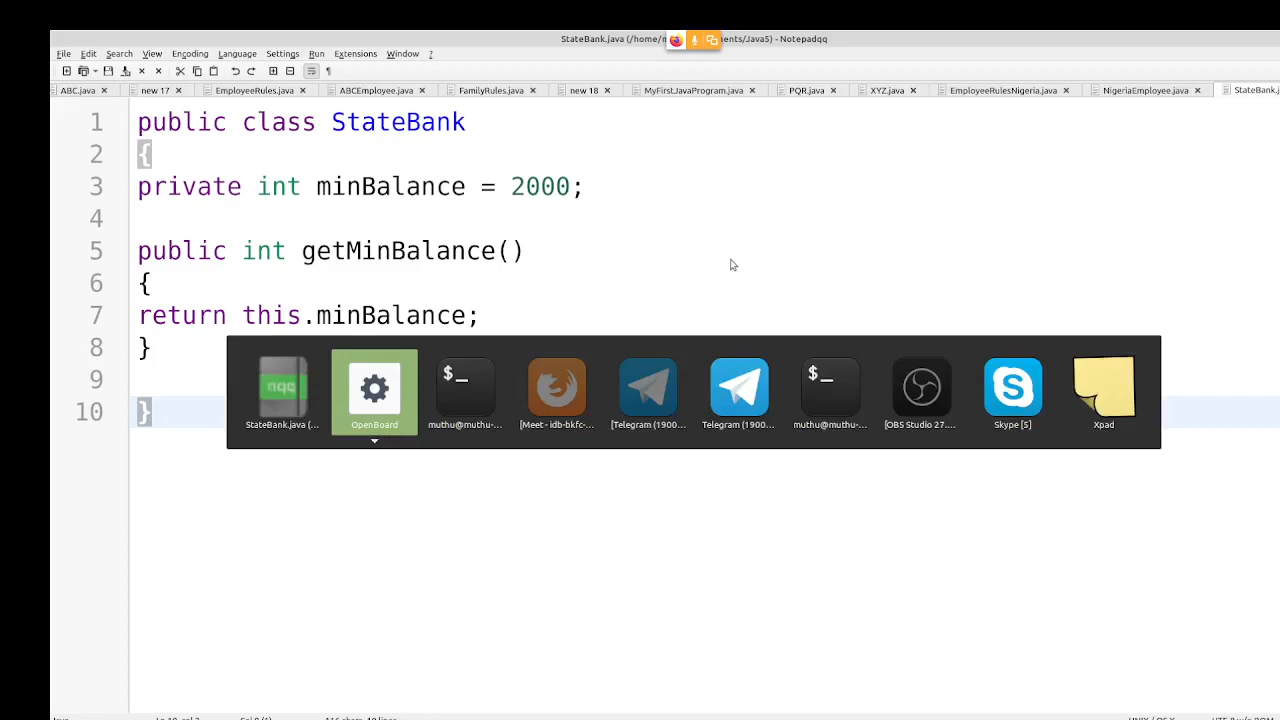 StateBank.java (/home/m ents/Java5) - Notepadqq
File Edit Search View Encoding Language Settings Run Extensions Window ?
ABC.java new 17 EmployeeRules.java ABCEmployee.java FamilyRules.java new 18 MyFirstJavaProgram.java PQR.java XYZ.java EmployeeRulesNigeria.java NigeriaEmployee.java StateBank.j
1 public class StateBank
2 {
3 private int minBalance = 2000;
4
5 public int getMinBalance()
6 {
7 return this.minBalance;
8 }
9
10 }
nqq $_ $_ S
StateBank.java (... OpenBoard muthu@muthu-... [Meet - idb-bkfc-... [Telegram (1900... Telegram (1900... muthu@muthu-... [OBS Studio 27.... Skype [5] Xpad